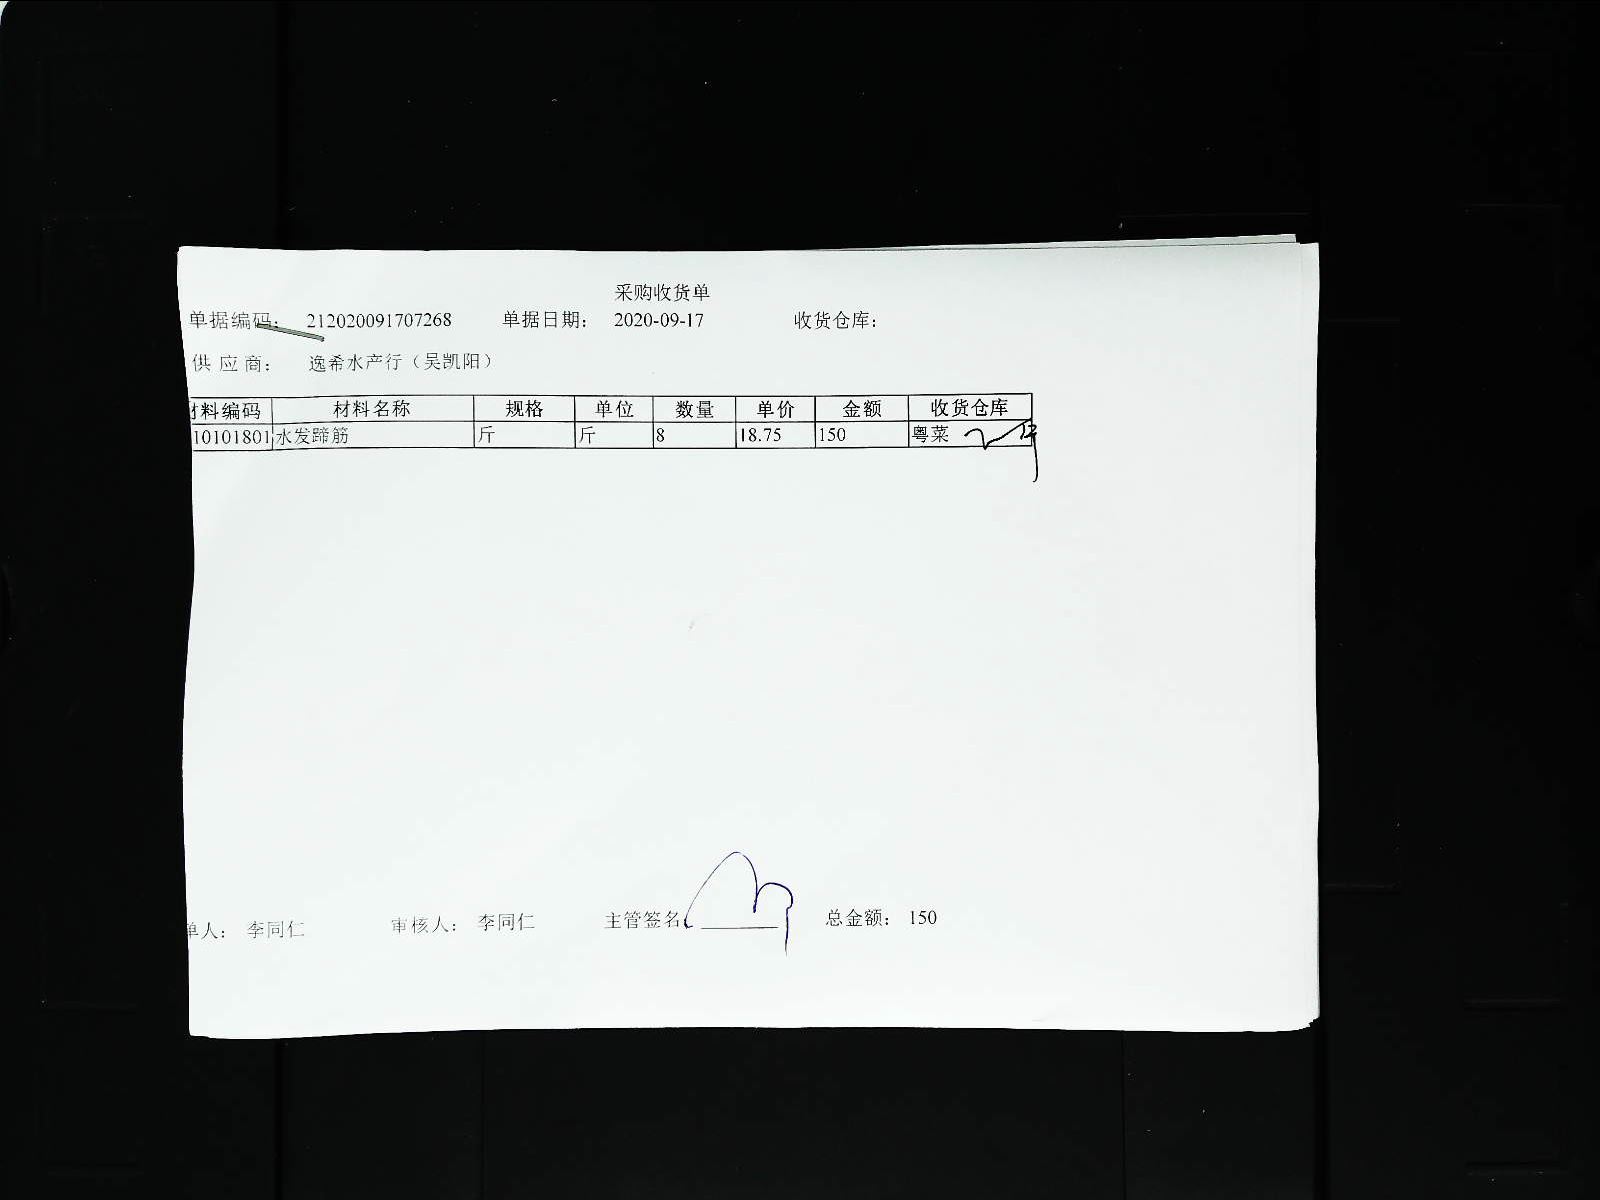 采购收货单
单据编码： 212020091707268 单据日期： 2020-09-17 收货仓库：
供应商： 逸希水产行（吴凯阳）
材料编码 材料名称 规格 单位 数量 单价 金额 收货仓库
10101801 水发蹄筋 斤 斤 8 18.75 150 粤菜
单人： 李同仁 审核人： 李同仁 主管签名： 总金额： 150